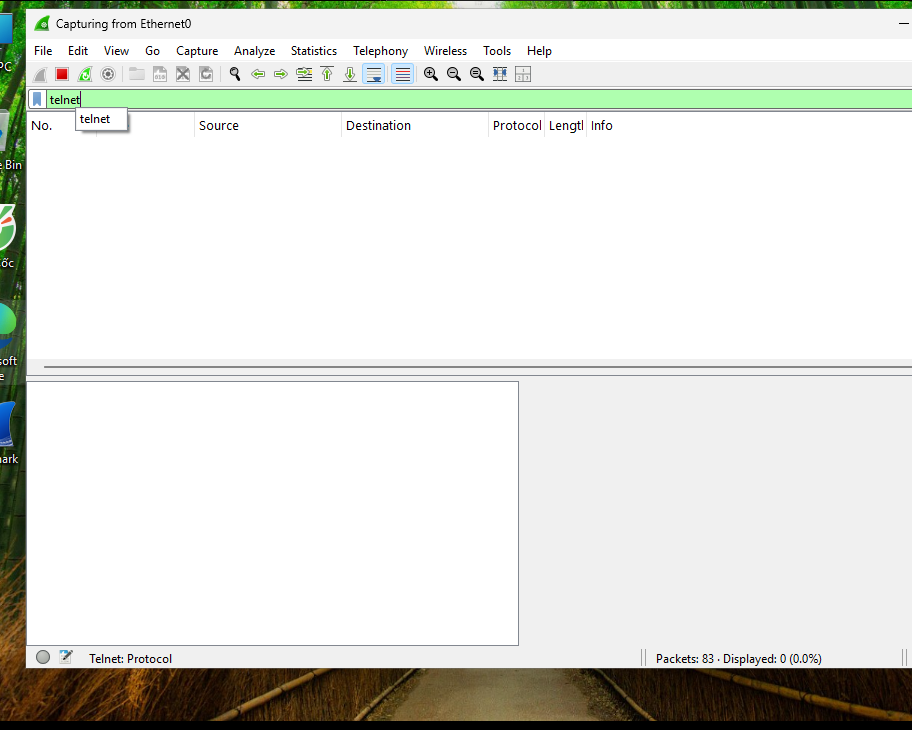 Capturing from Ethernet0
File Edit View Go Capture Analyze Statistics Telephony Wireless Tools Help
telnet
telnet
No. Source Destination Protocol Lengtl Info
PC
Bin
ốc
soft
e
ark
Telnet: Protocol Packets: 83 · Displayed: 0 (0.0%)